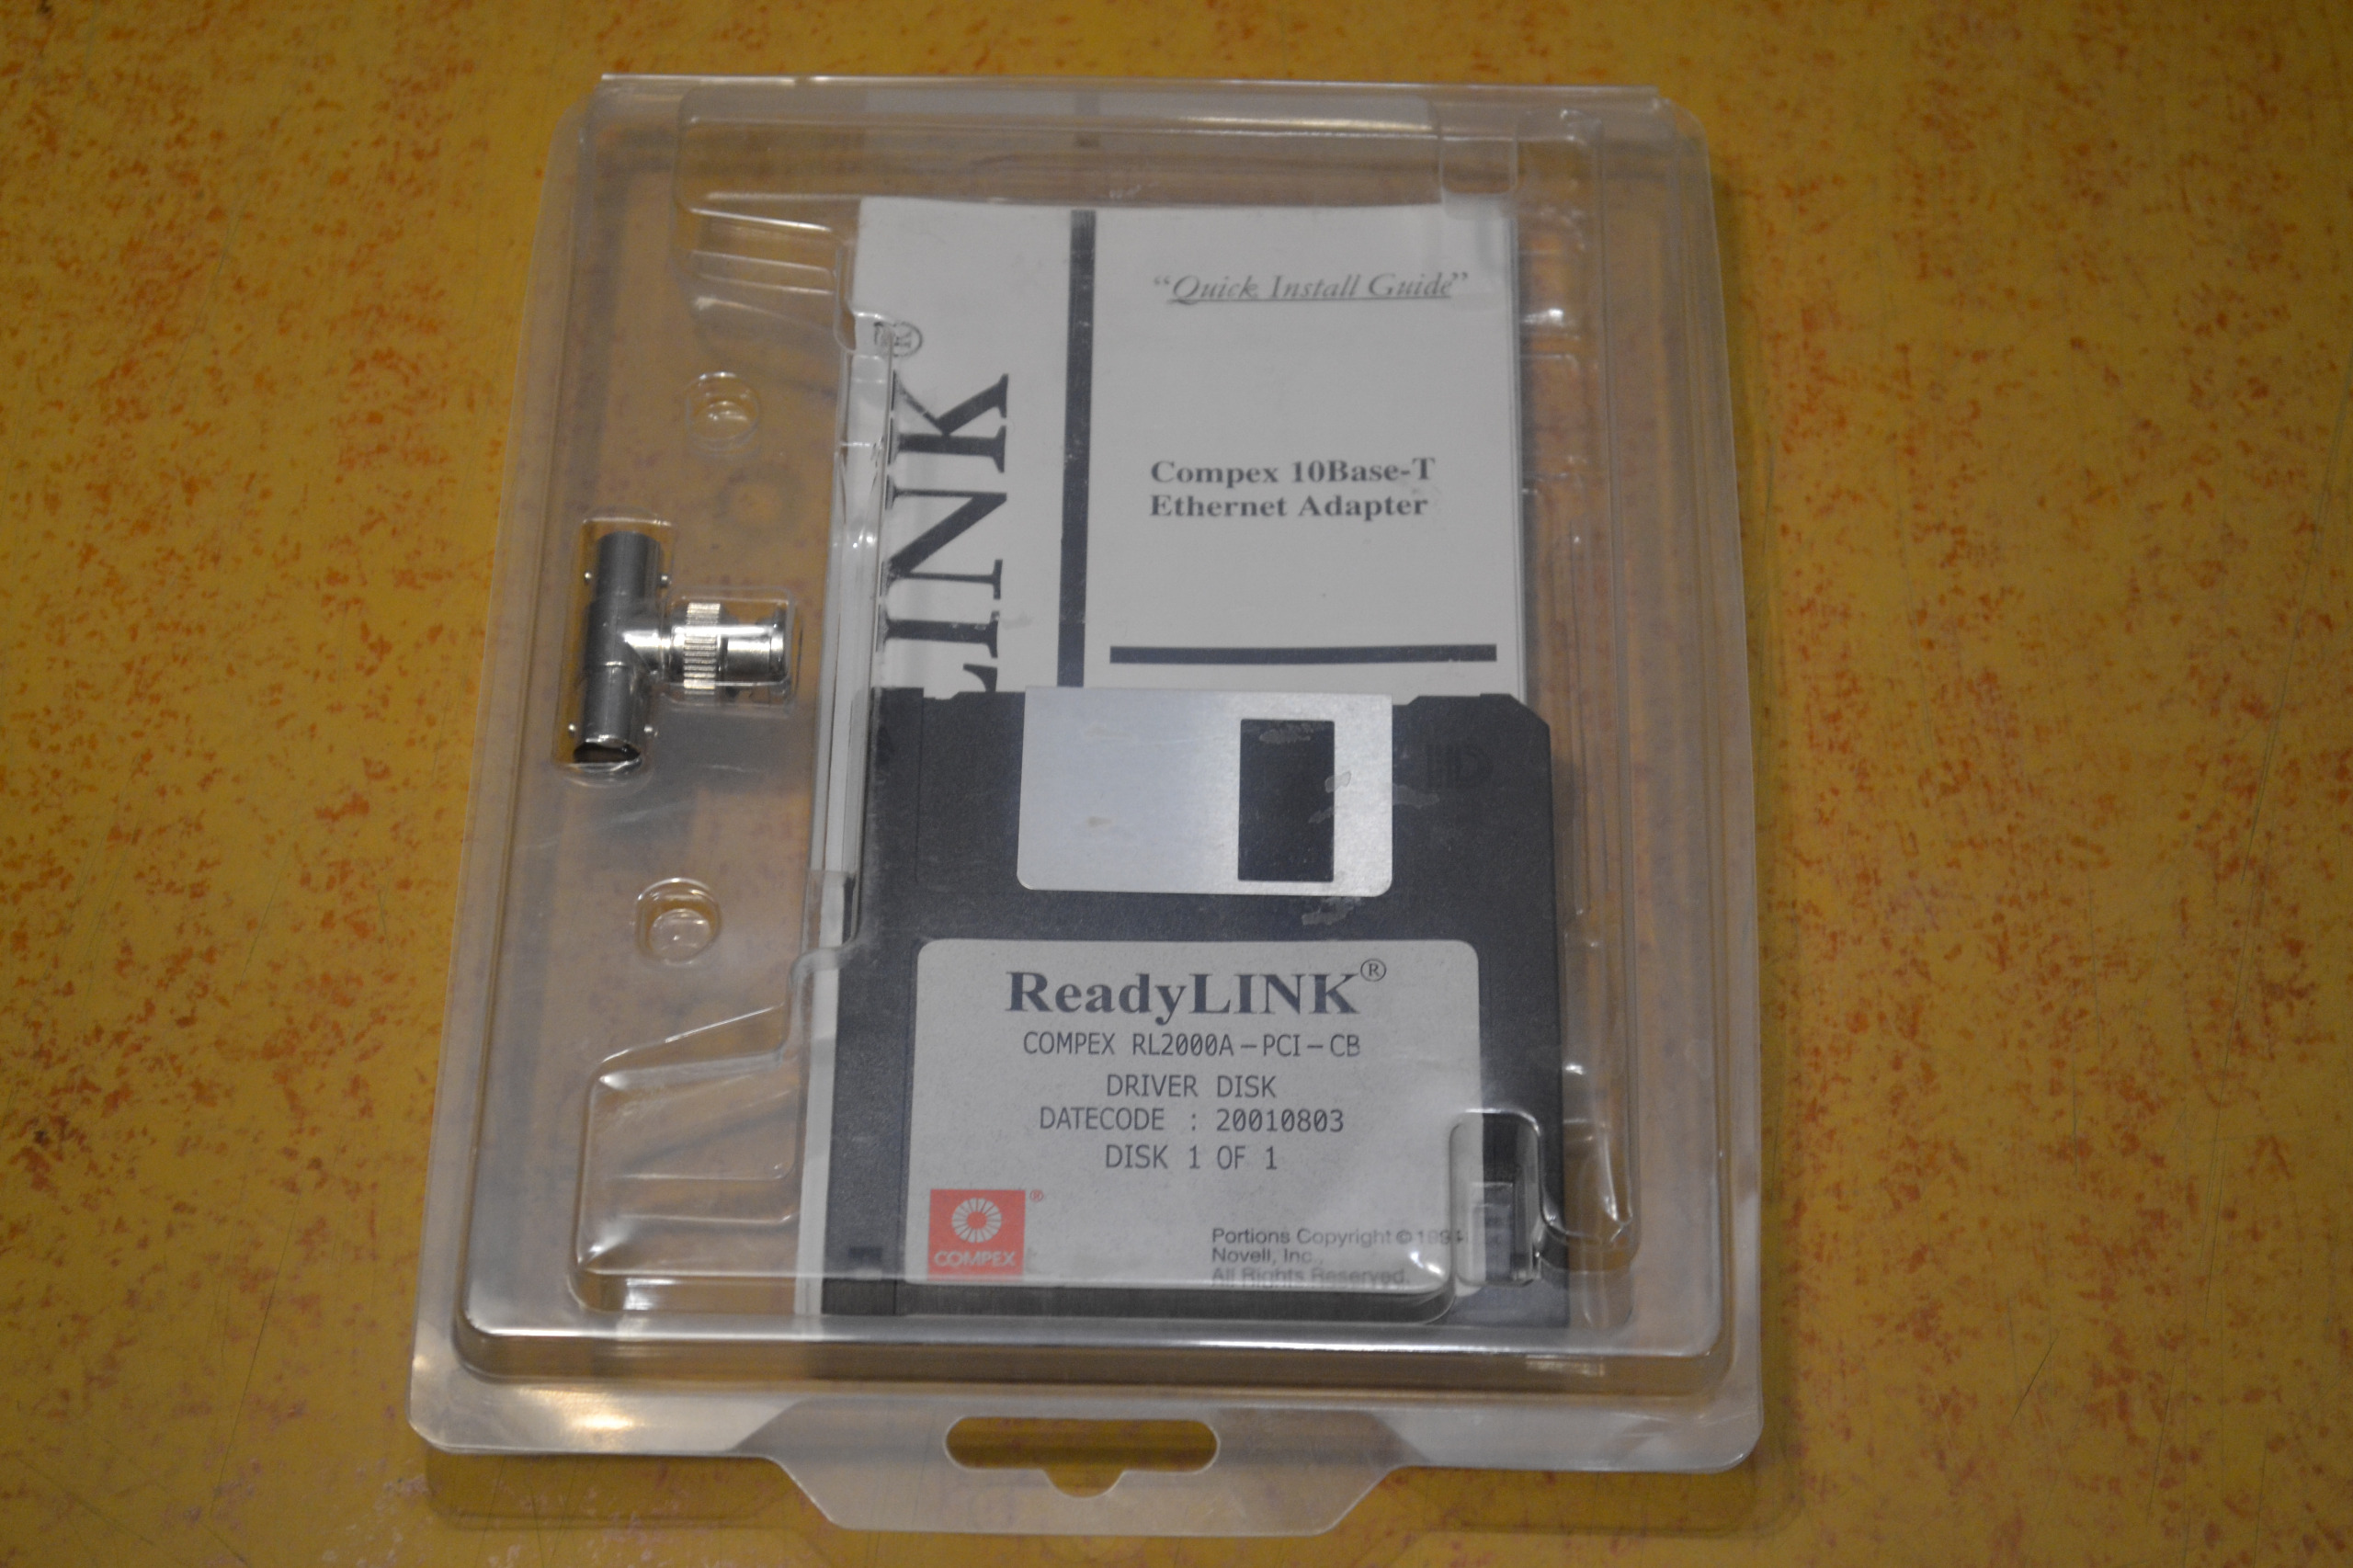 “Quick Install Guide”
LINK®
Compex 10Base-T
Ethernet Adapter
ReadyLINK®
COMPEX RL2000A-PCI-CB
DRIVER DISK
DATECODE : 20010803
DISK 1 OF 1
COMPEX ®
Portions Copyright ©
Novell, Inc.,
All Rights Reserved.